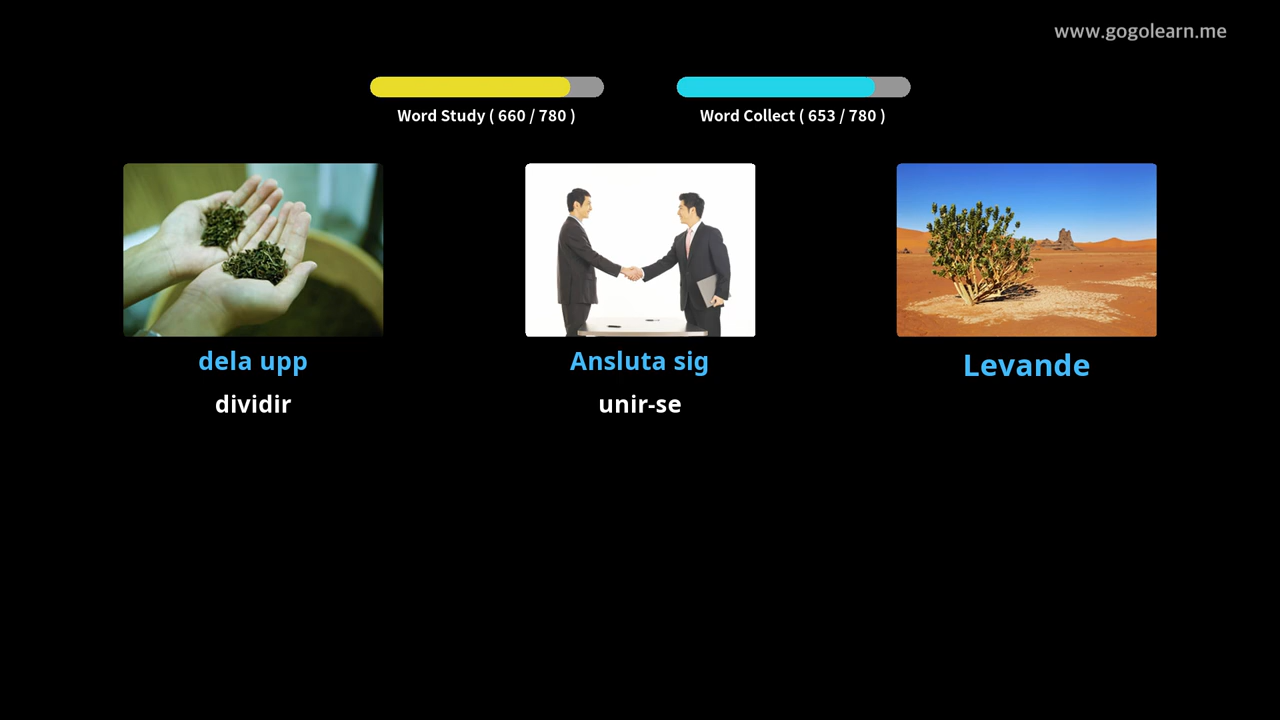 www.gogolearn.me
Word Study ( 660 / 780 )
Word Collect ( 653 / 780 )
dela upp
dividir
Ansluta sig
unir-se
Levande